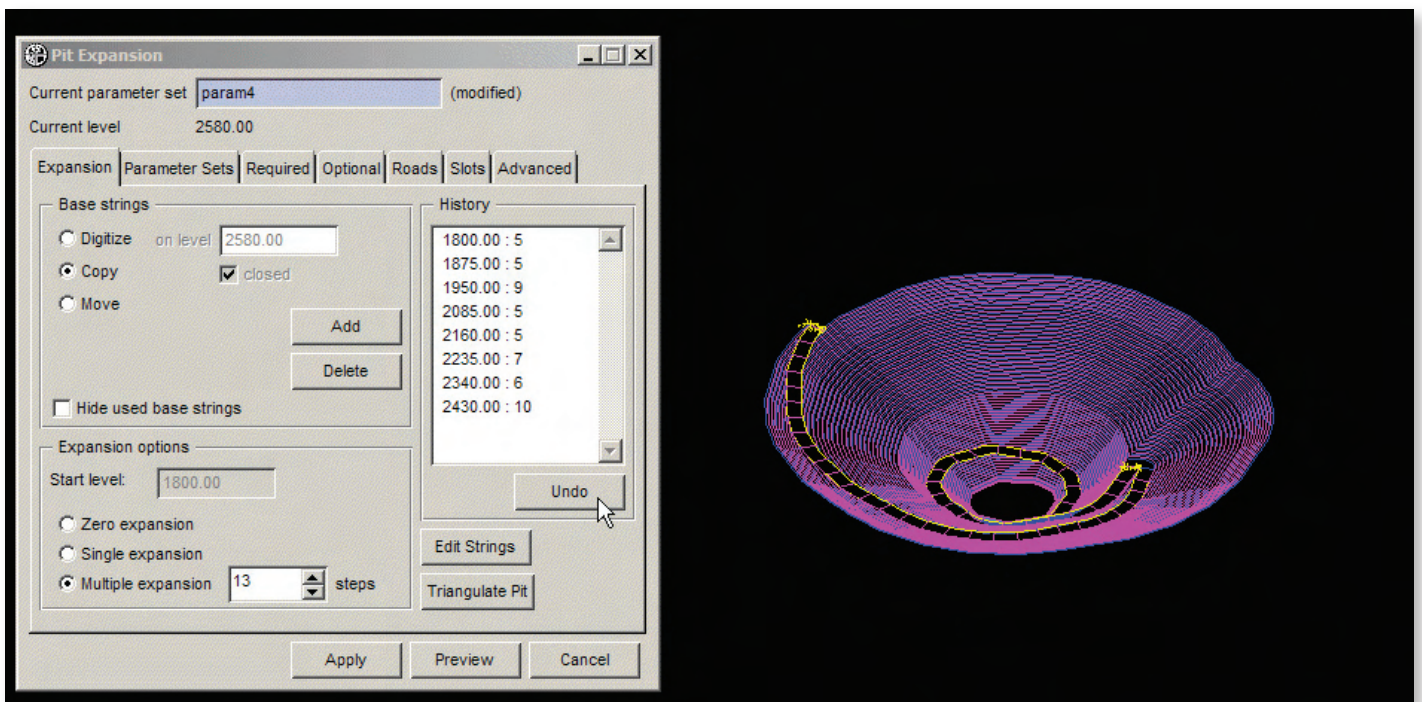 Pit Expansion
Current parameter set param4 (modified)
Current level 2580.00
Expansion Parameter Sets Required Optional Roads Slots Advanced
Base strings
Digitize on level 2580.00
Copy closed
Move
Add
Delete
Hide used base strings
Expansion options
Start level: 1800.00
Zero expansion
Single expansion
Multiple expansion 13 steps
History
1800.00 : 5
1875.00 : 5
1950.00 : 9
2085.00 : 5
2160.00 : 5
2235.00 : 7
2340.00 : 6
2430.00 : 10
Undo
Edit Strings
Triangulate Pit
Apply Preview Cancel